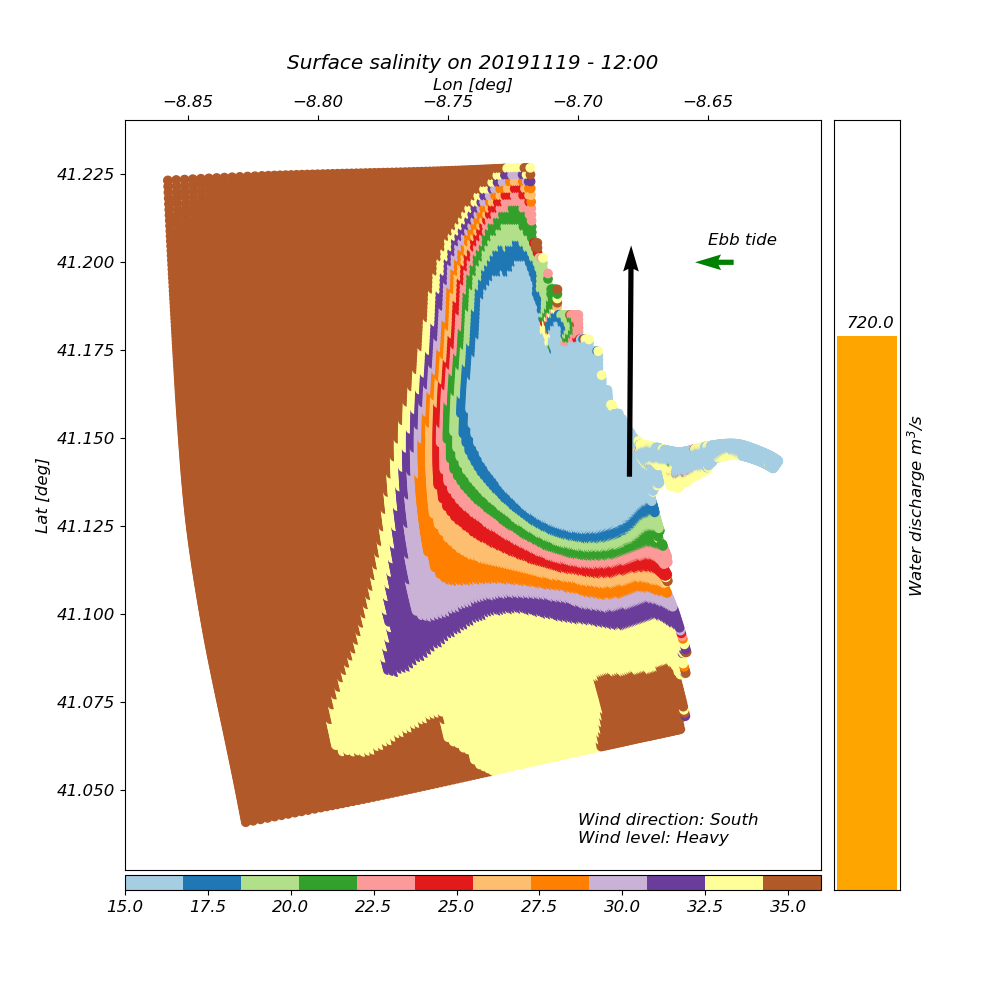 Surface salinity on 20191119 - 12:00
Lon [deg]
−8.85 −8.80 −8.75 −8.70 −8.65
41.225
41.200
41.175
41.150
41.125
41.100
41.075
41.050
Lat [deg]
Ebb tide
720.0
Water discharge m³/s
Wind direction: South
Wind level: Heavy
15.0 17.5 20.0 22.5 25.0 27.5 30.0 32.5 35.0